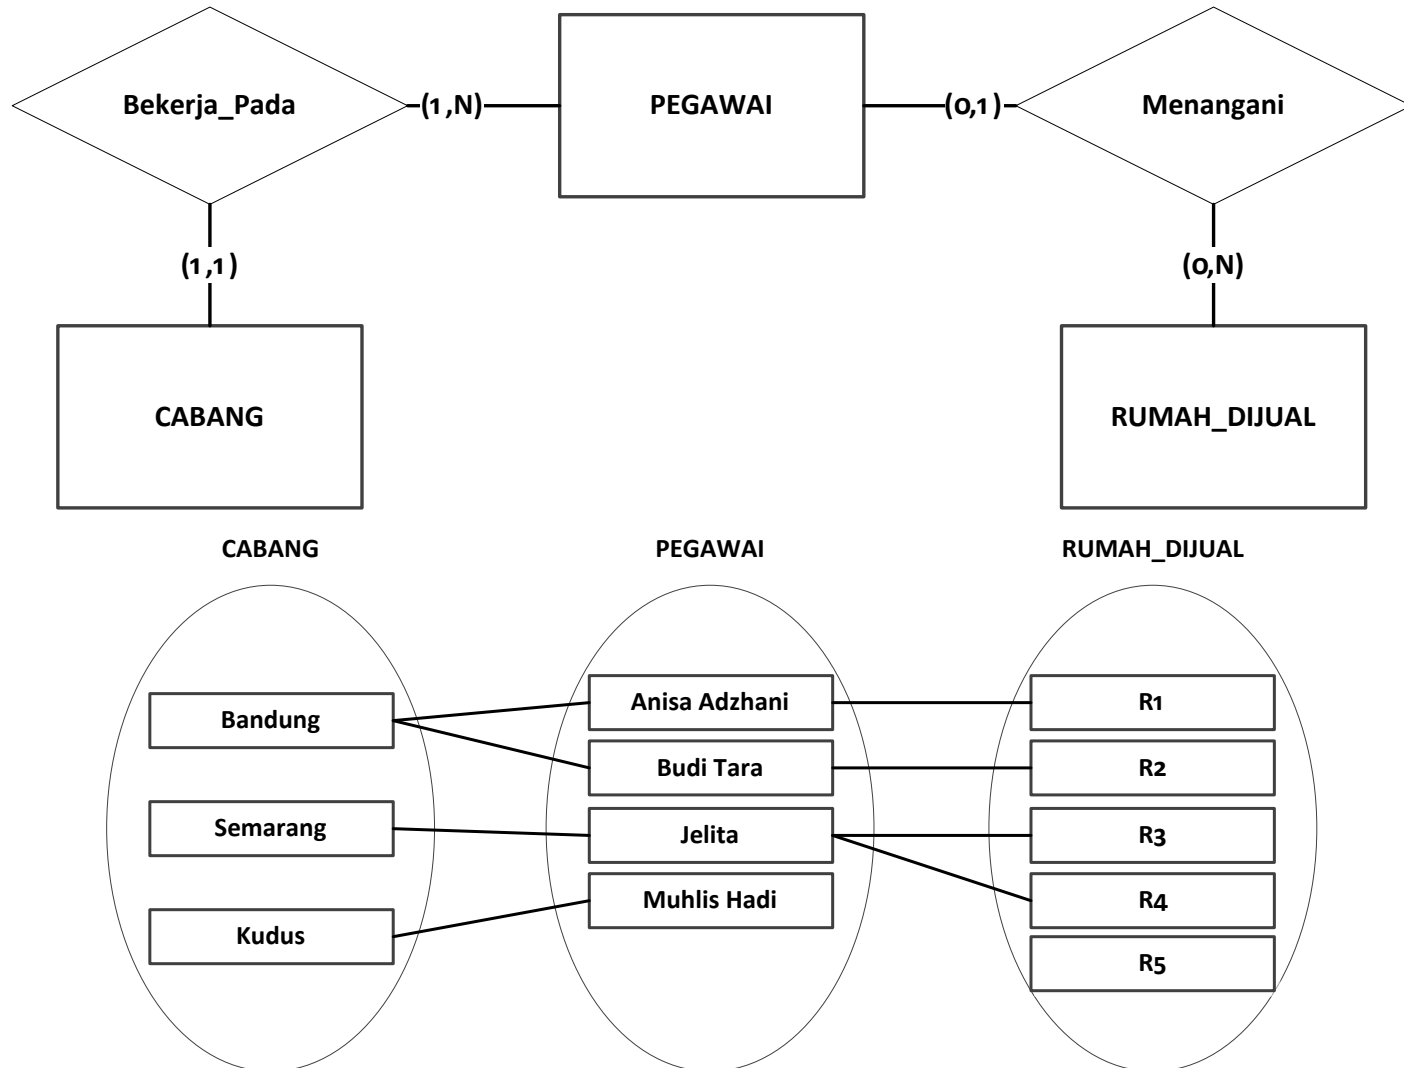 Bekerja_Pada
(1,N)
PEGAWAI
(0,1)
Menangani
(1,1)
(0,N)
CABANG
RUMAH_DIJUAL
CABANG
PEGAWAI
RUMAH_DIJUAL
Bandung
Anisa Adzhani
R1
Budi Tara
R2
Semarang
Jelita
R3
Muhlis Hadi
R4
Kudus
R5